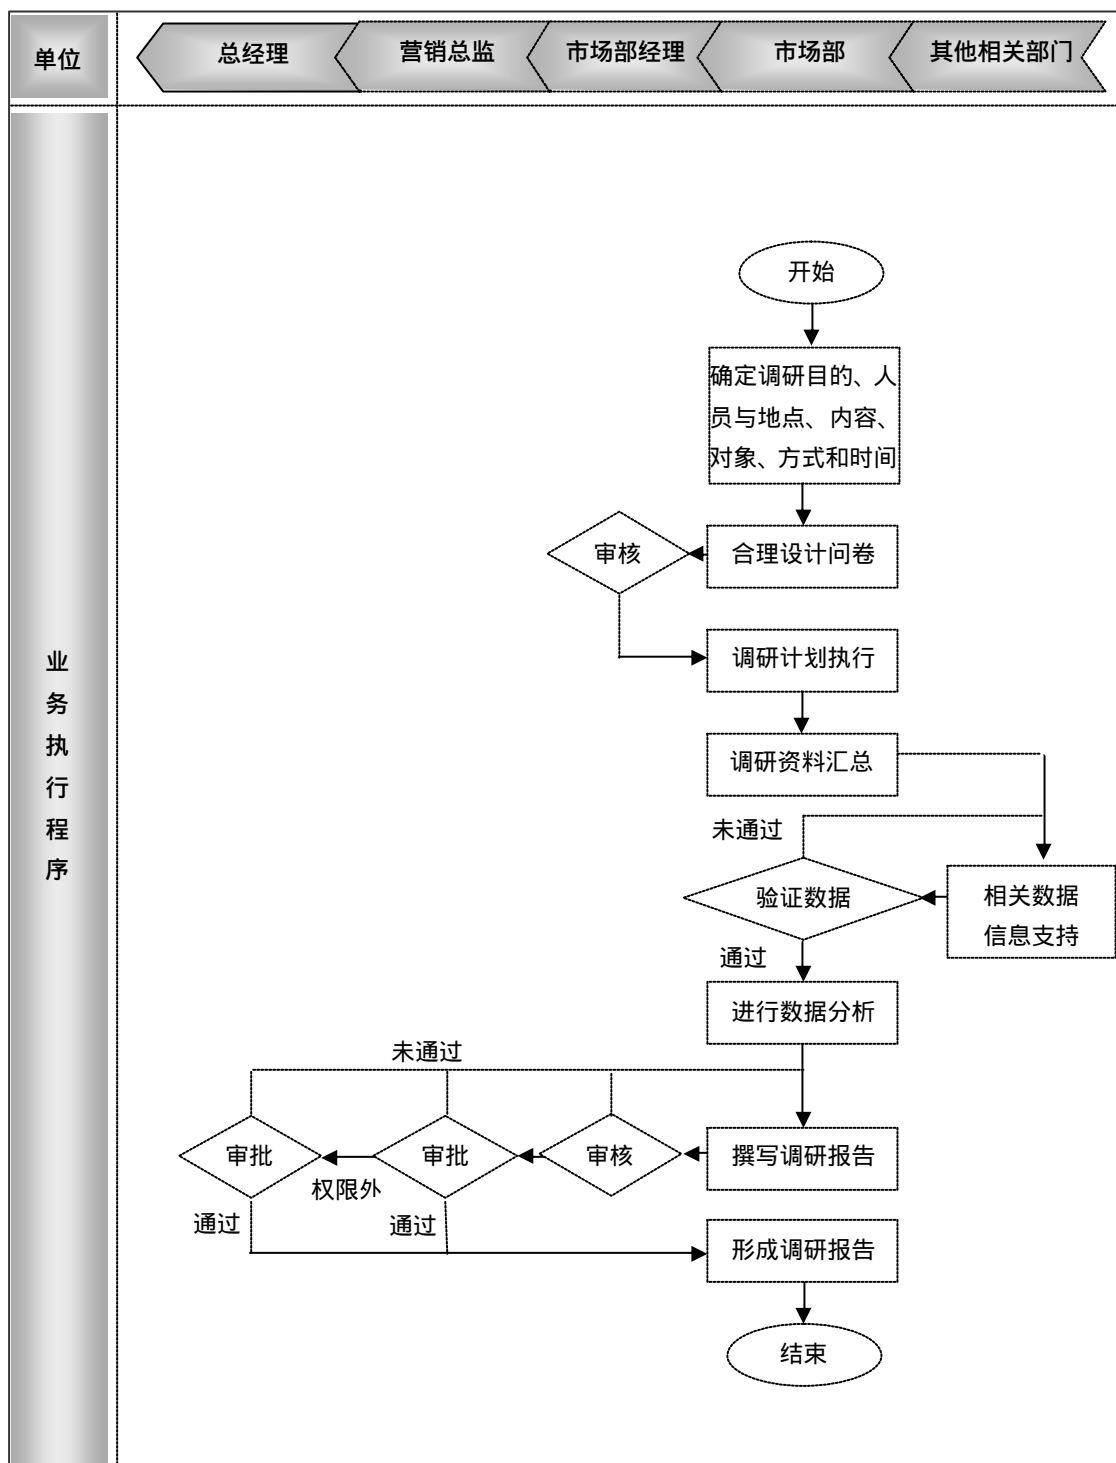 单位
总经理
营销总监
市场部经理
市场部
其他相关部门
业
务
执
行
程
序
开始
确定调研目的、人
员与地点、内容、
对象、方式和时间
审核
合理设计问卷
调研计划执行
调研资料汇总
未通过
验证数据
相关数据
信息支持
通过
进行数据分析
未通过
审批
审批
审核
撰写调研报告
权限外
通过
通过
形成调研报告
结束